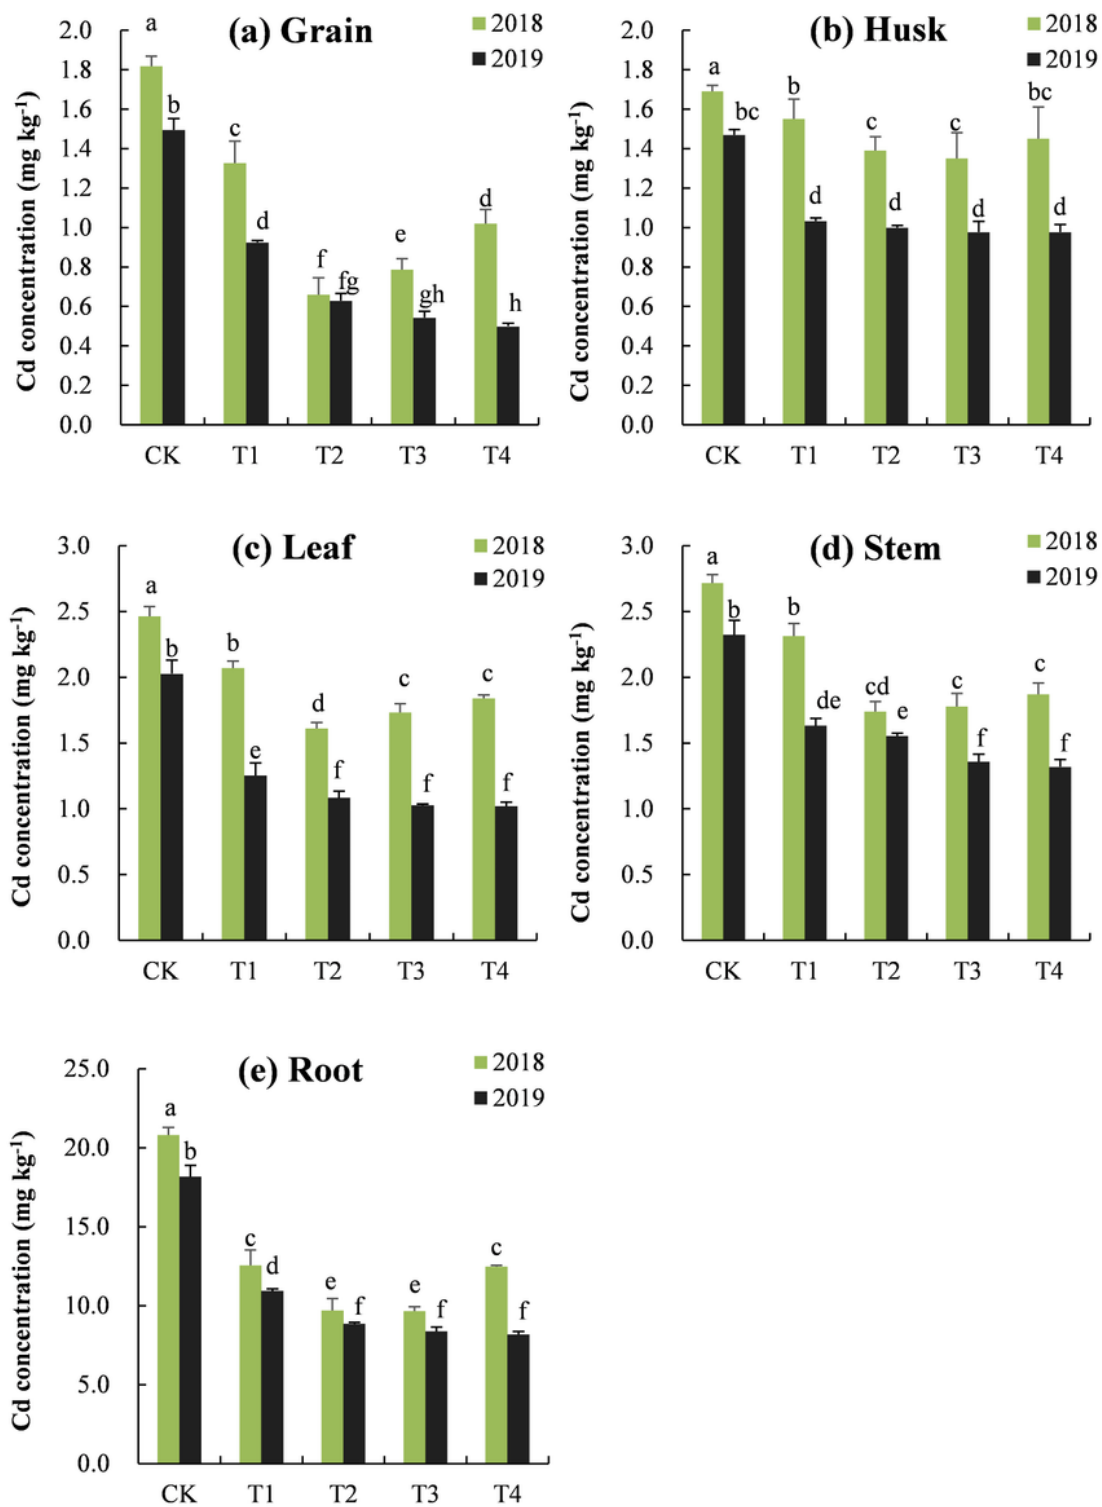 (a) Grain
2018
2019
Cd concentration (mg kg-1)
2.0
1.8
1.6
1.4
1.2
1.0
0.8
0.6
0.4
0.2
0.0
a
b
c
d
f
fg
e
gh
d
h
CK T1 T2 T3 T4
(b) Husk
2018
2019
Cd concentration (mg kg-1)
2.0
1.8
1.6
1.4
1.2
1.0
0.8
0.6
0.4
0.2
0.0
a
bc
b
d
c
d
c
d
bc
d
CK T1 T2 T3 T4
(c) Leaf
2018
2019
Cd concentration (mg kg-1)
3.0
2.5
2.0
1.5
1.0
0.5
0.0
a
b
b
e
d
f
c
f
c
f
CK T1 T2 T3 T4
(d) Stem
2018
2019
Cd concentration (mg kg-1)
3.0
2.5
2.0
1.5
1.0
0.5
0.0
a
b
b
de
cd
e
c
f
c
f
CK T1 T2 T3 T4
(e) Root
2018
2019
Cd concentration (mg kg-1)
25.0
20.0
15.0
10.0
5.0
0.0
a
b
c
d
e
f
e
f
c
f
CK T1 T2 T3 T4